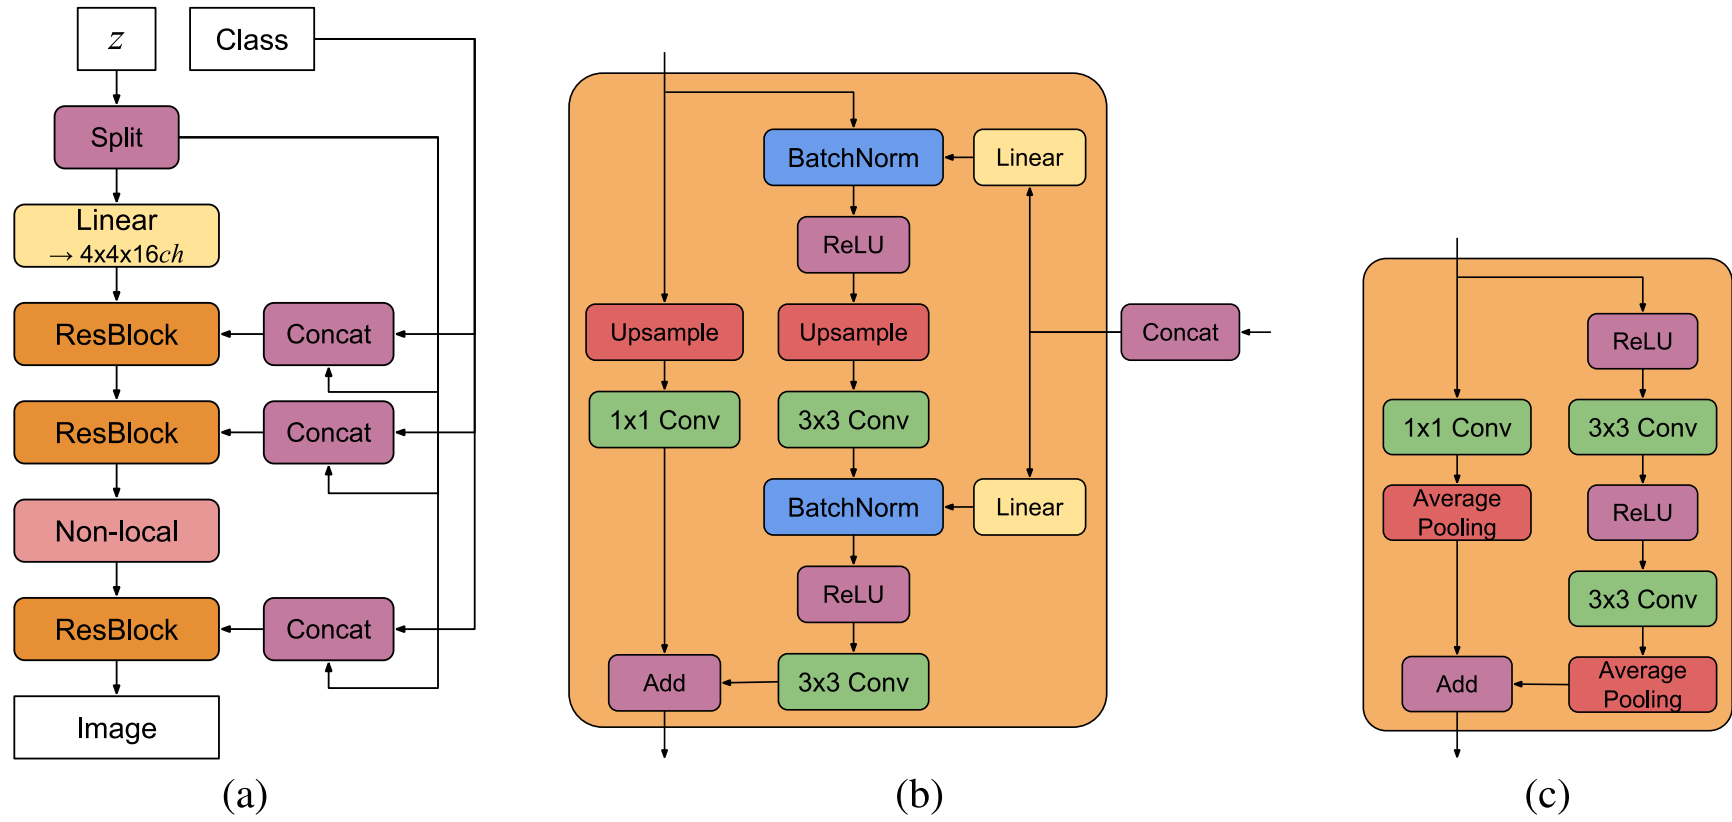 z
Class
Split
Linear
→ 4x4x16ch
ResBlock
Concat
ResBlock
Concat
Non-local
ResBlock
Concat
Image
(a)
BatchNorm
Linear
ReLU
Upsample
Upsample
Concat
1x1 Conv
3x3 Conv
BatchNorm
Linear
ReLU
Add
3x3 Conv
(b)
ReLU
1x1 Conv
3x3 Conv
Average
Pooling
ReLU
3x3 Conv
Add
Average
Pooling
(c)